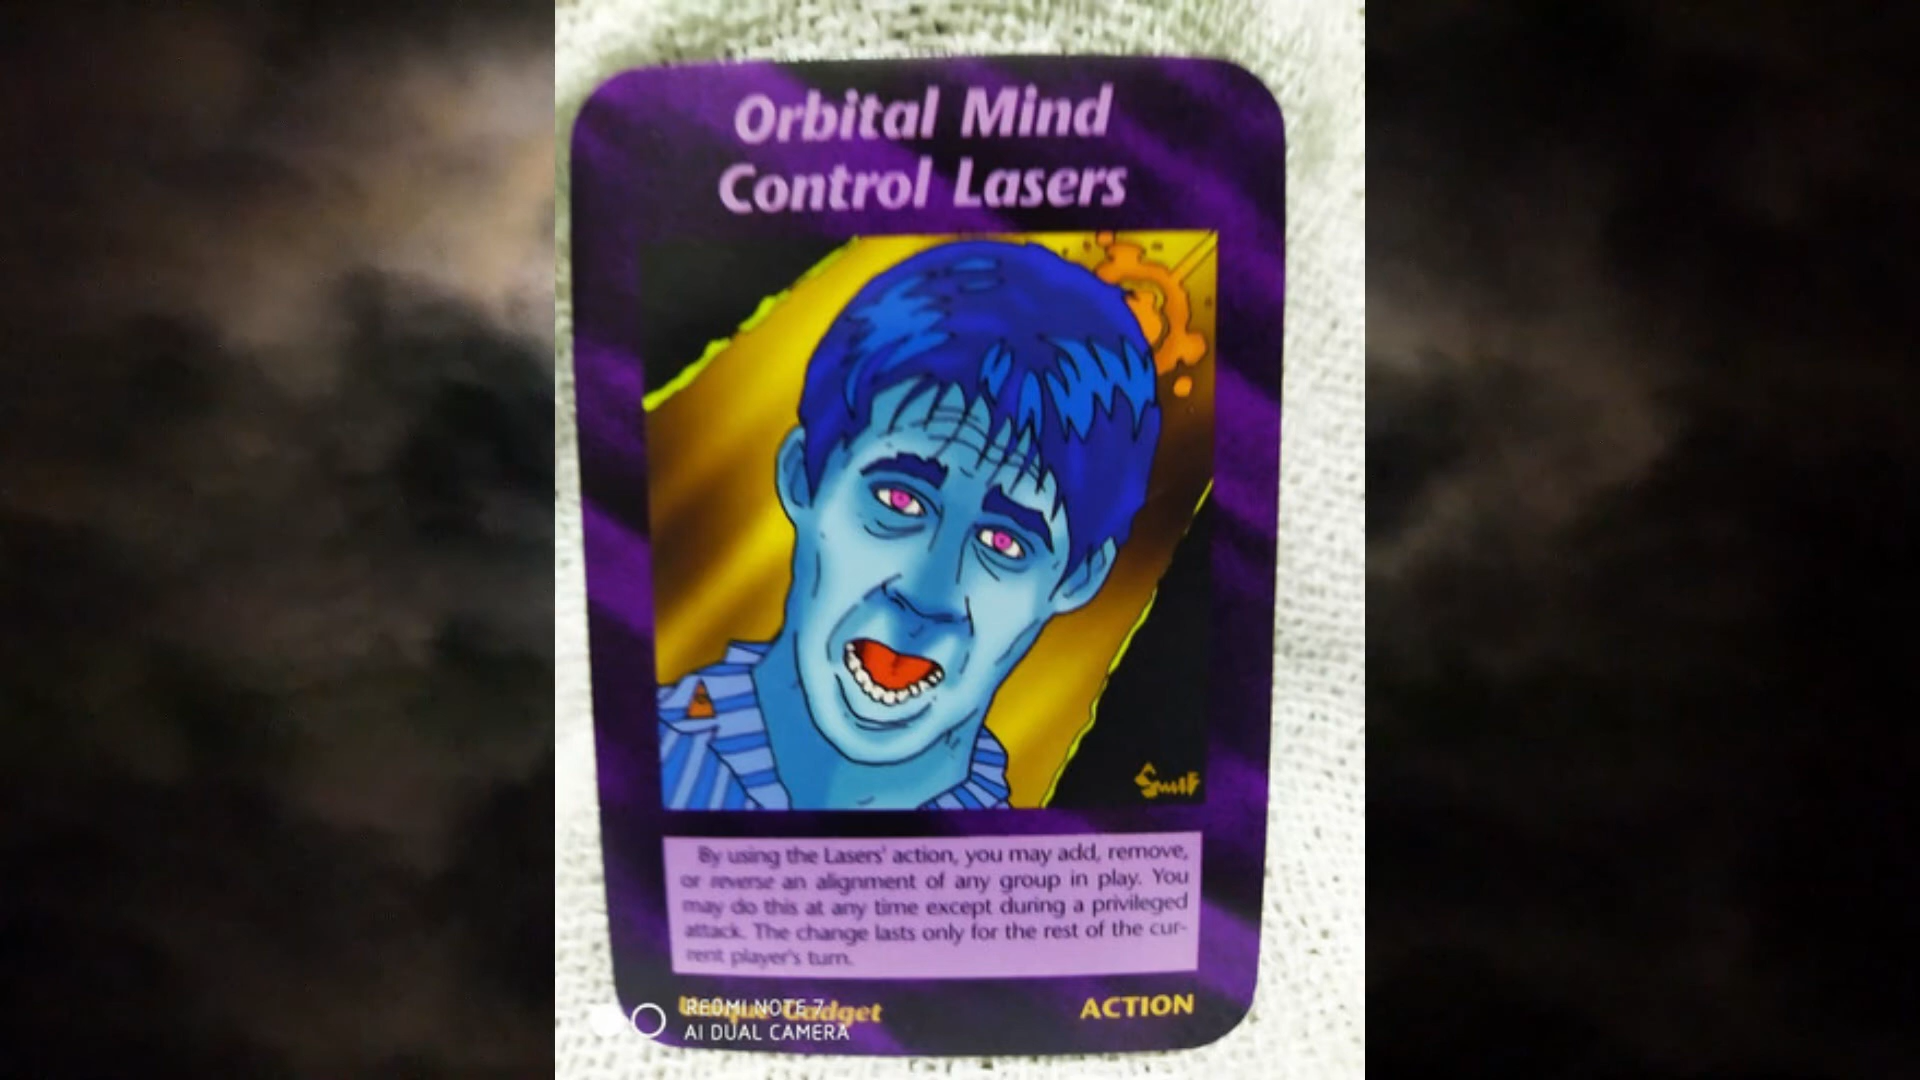 Orbital Mind
Control Lasers
By using the Lasers' action, you may add, remove,
or reverse an alignment of any group in play. You
may do this at any time except during a privileged
attack. The change lasts only for the rest of the cur-
rent player's turn.
Unique Gadget
ACTION
REDMI NOTE 7
AI DUAL CAMERA